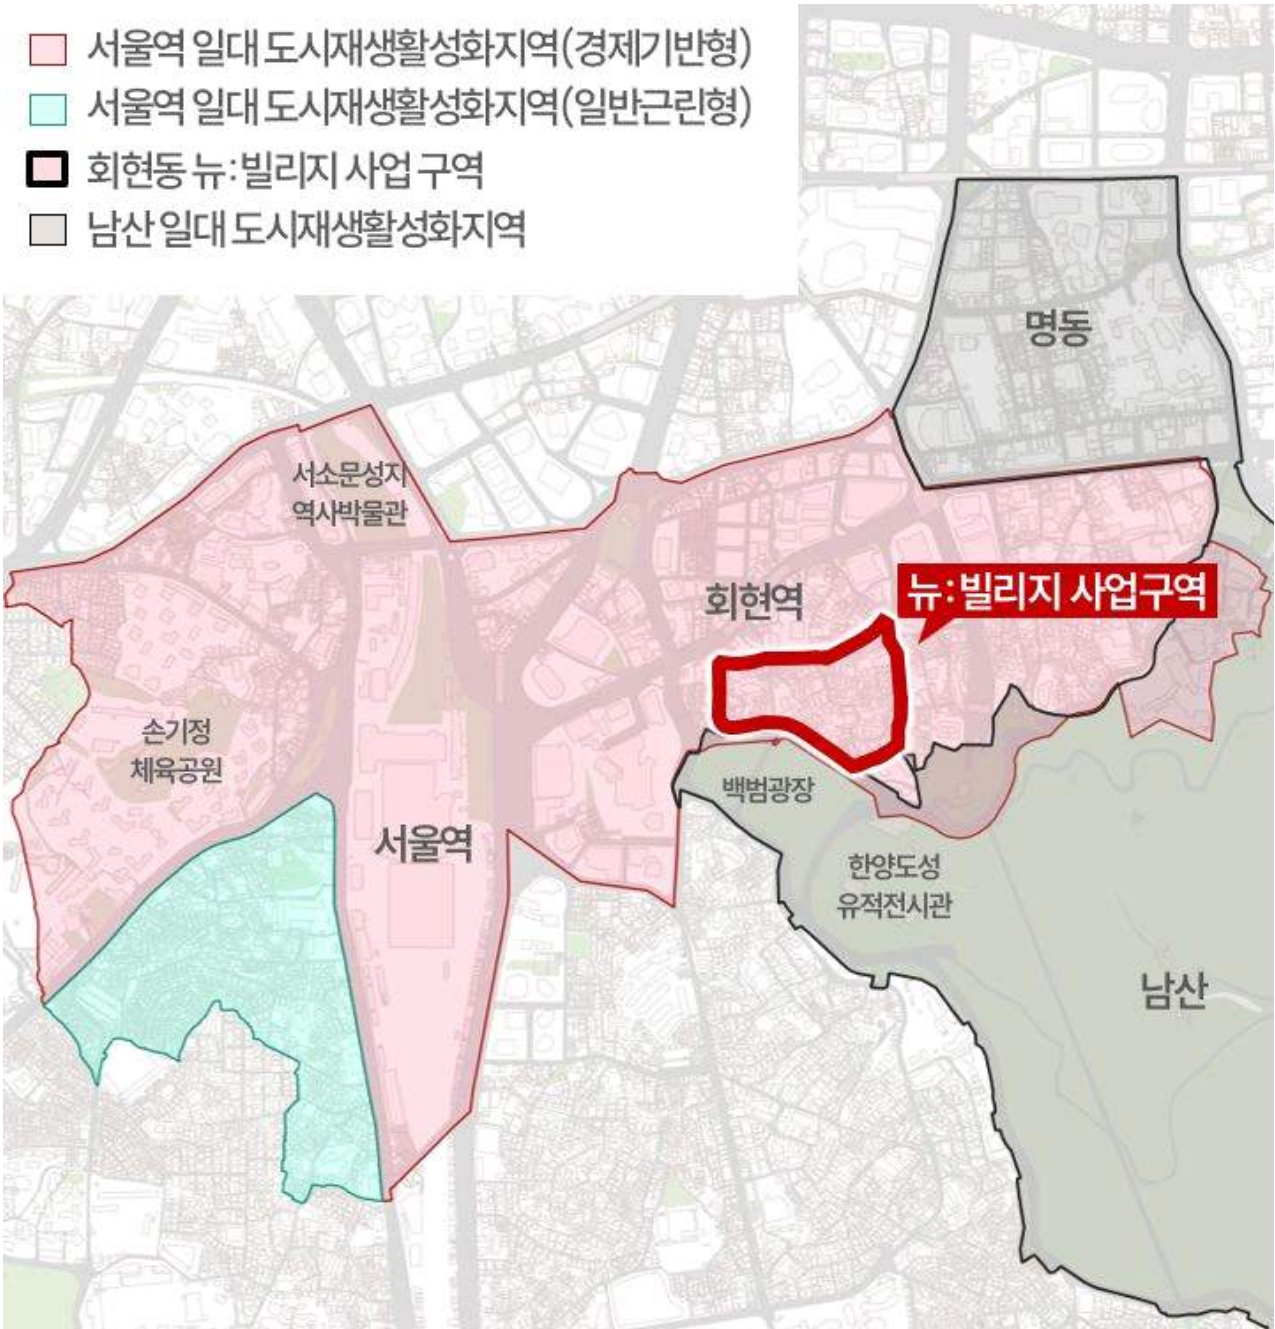 서울역 일대 도시재생활성화지역(경제기반형)
서울역 일대 도시재생활성화지역(일반근린형)
회현동 뉴:빌리지 사업 구역
남산 일대 도시재생활성화지역
명동
서소문성지
역사박물관
회현역
뉴:빌리지 사업구역
손기정
체육공원
백범광장
서울역
한양도성
유적전시관
남산